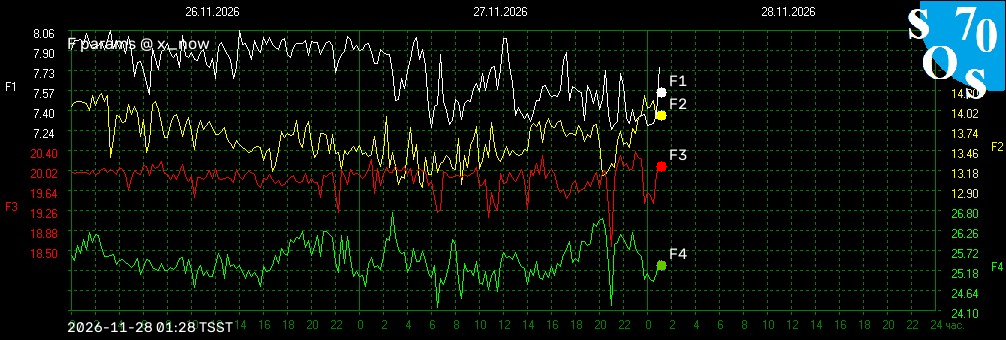 26.11.2026 27.11.2026 28.11.2026
SOS 70
F params @ x_now
8.06
7.90
7.73
7.57
7.40
7.24
F1
20.40
20.02
19.64
19.26
18.88
18.50
F3
F1
F2
F3
F4
14.02
13.74
13.46
13.18
12.90
F2
26.80
26.26
25.72
25.18
24.64
24.10
F4
2026-11-28 01:28 TSST
14 16 18 20 22 0 2 4 6 8 10 12 14 16 18 20 22 0 2 4 6 8 10 12 14 16 18 20 22 24 час.